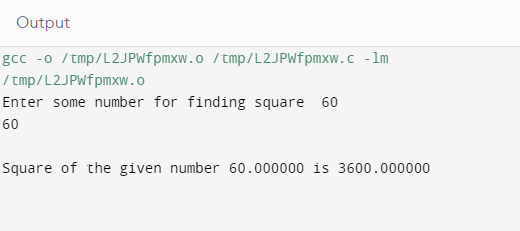 Output
gcc -o /tmp/L2JPWfpmxw.o /tmp/L2JPWfpmxw.c -lm
/tmp/L2JPWfpmxw.o
Enter some number for finding square  60
60
Square of the given number 60.000000 is 3600.000000